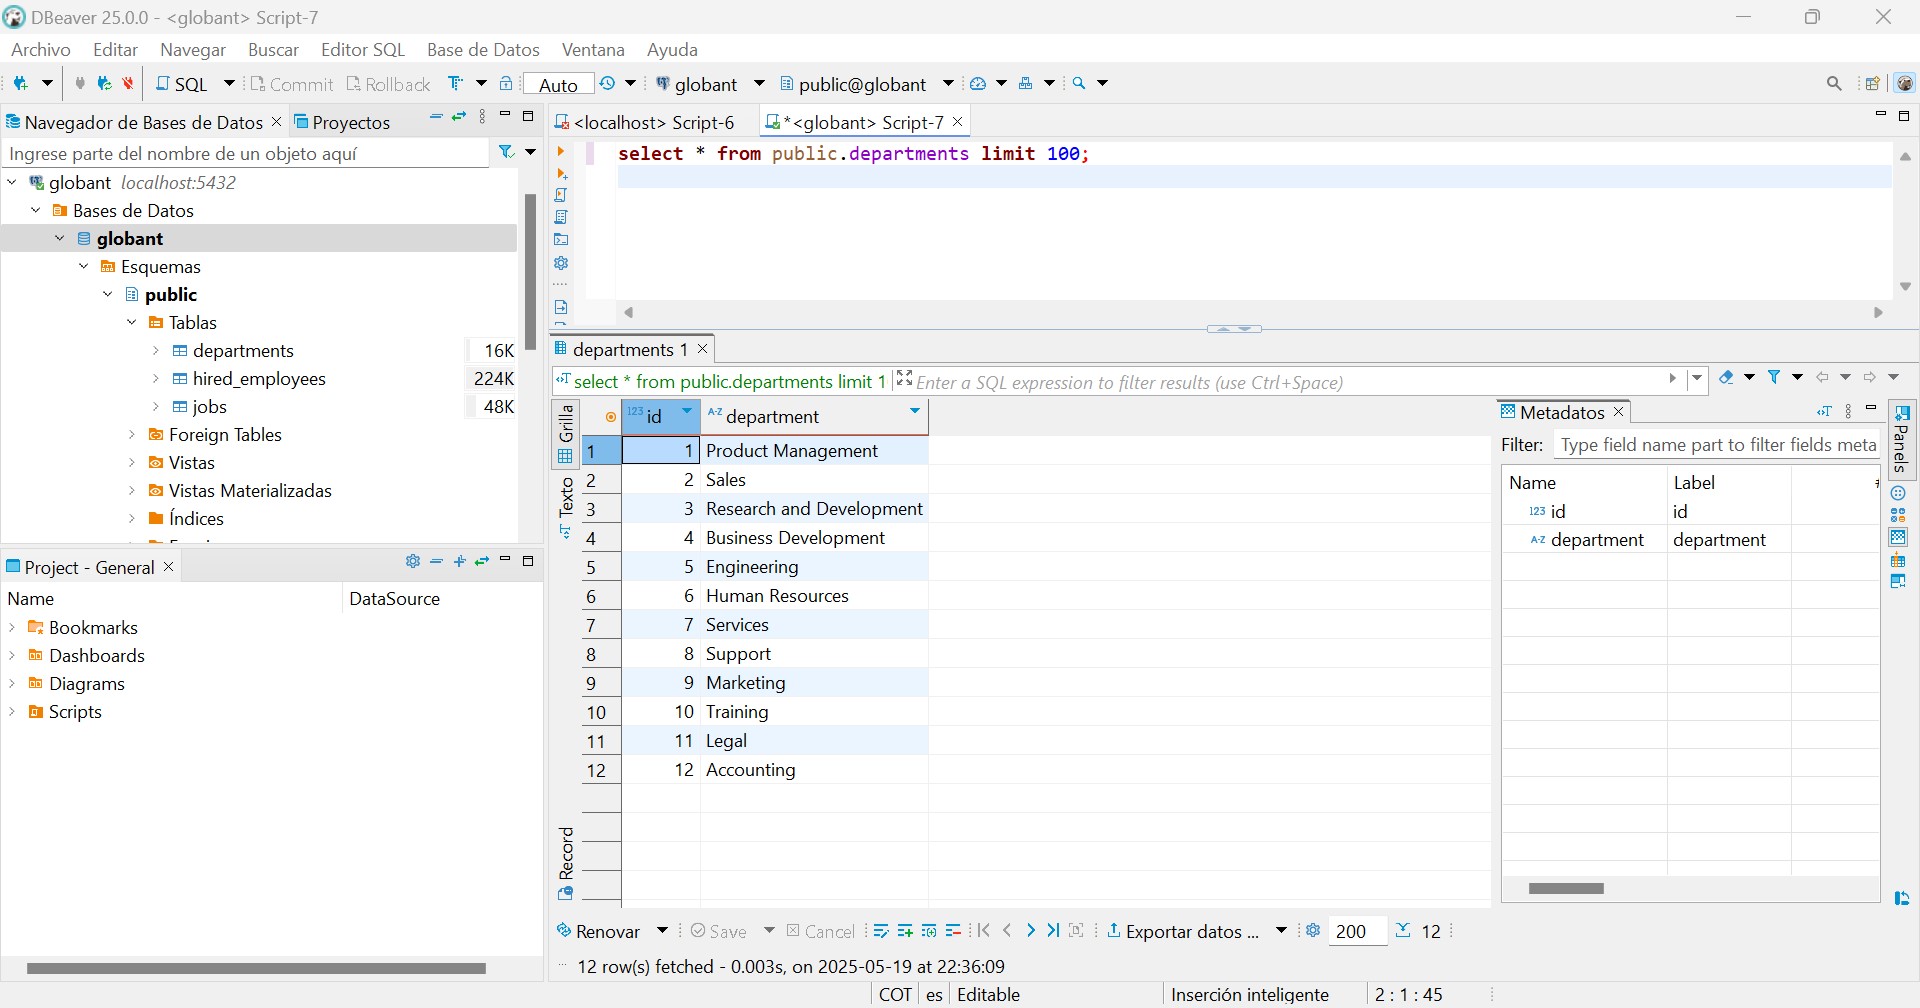 DBeaver 25.0.0 - <globant> Script-7
Archivo Editar Navegar Buscar Editor SQL Base de Datos Ventana Ayuda
SQL Commit Rollback Auto globant public@globant
Navegador de Bases de Datos Proyectos
Ingrese parte del nombre de un objeto aquí
globant localhost:5432
Bases de Datos
globant
Esquemas
public
Tablas
departments 16K
hired_employees 224K
jobs 48K
Foreign Tables
Vistas
Vistas Materializadas
Índices
Project - General
Name DataSource
Bookmarks
Dashboards
Diagrams
Scripts
<localhost> Script-6 *<globant> Script-7
select * from public.departments limit 100;
departments 1
select * from public.departments limit 1 Enter a SQL expression to filter results (use Ctrl+Space)
Grilla
Texto
Record
123 id A-Z department
1 1 Product Management
2 2 Sales
3 3 Research and Development
4 4 Business Development
5 5 Engineering
6 6 Human Resources
7 7 Services
8 8 Support
9 9 Marketing
10 10 Training
11 11 Legal
12 12 Accounting
Metadatos
Filter: Type field name part to filter fields meta
Name Label
123 id id
A-Z department department
Panels
Renovar Save Cancel Exportar datos ... 200 12
12 row(s) fetched - 0.003s, on 2025-05-19 at 22:36:09
COT es Editable Inserción inteligente 2 : 1 : 45